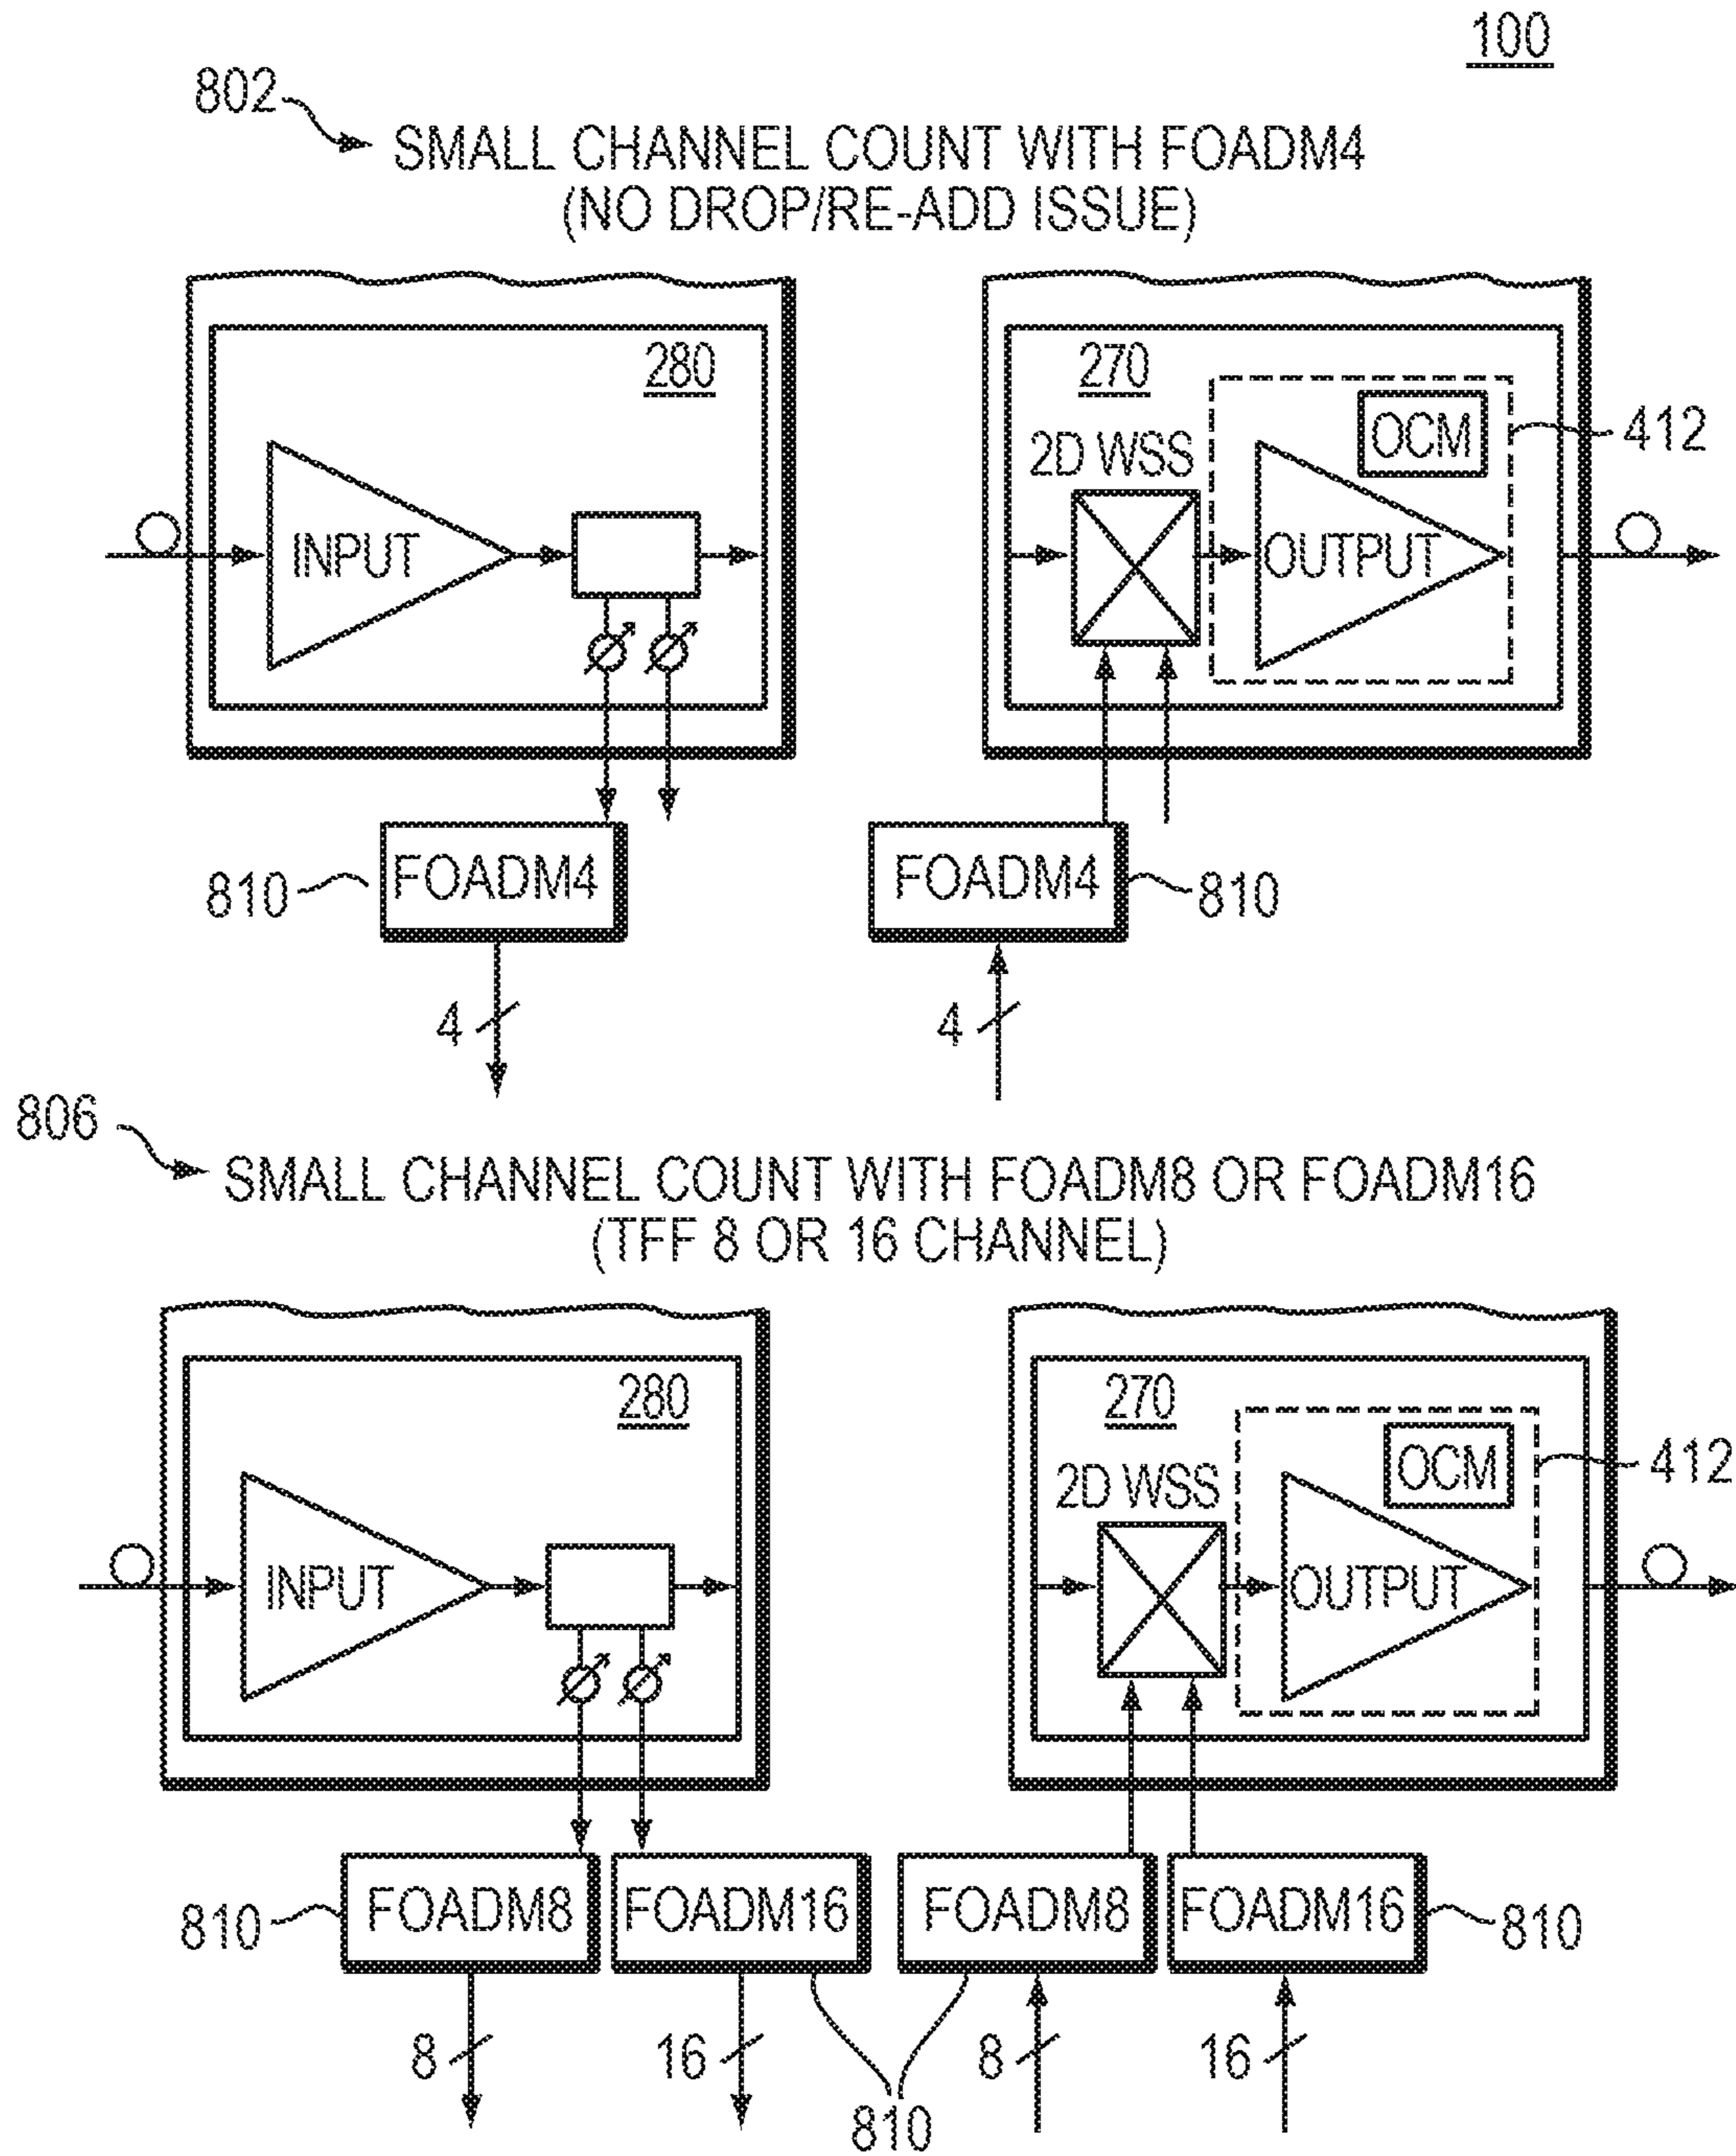 100
802
SMALL CHANNEL COUNT WITH FOADM4
(NO DROP/RE-ADD ISSUE)
280
INPUT
270
2D WSS
OCM
412
OUTPUT
810
FOADM4
FOADM4
810
4
4
806
SMALL CHANNEL COUNT WITH FOADM8 OR FOADM16
(TFF 8 OR 16 CHANNEL)
280
INPUT
270
2D WSS
OCM
412
OUTPUT
810
FOADM8
FOADM16
FOADM8
FOADM16
810
8
16
8
16
810